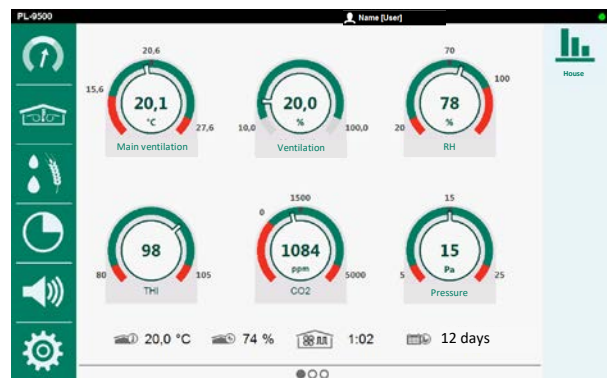 PL-9500
Name [User]
House
20,6
15,6
20,1
°C
27,6
Main ventilation
20,0
%
10,0
100,0
Ventilation
70
100
78
%
20
RH
98
80
105
THI
1500
0
1084
ppm
5000
CO2
15
15
Pa
5
25
Pressure
20,0 °C
74 %
1:02
12 days